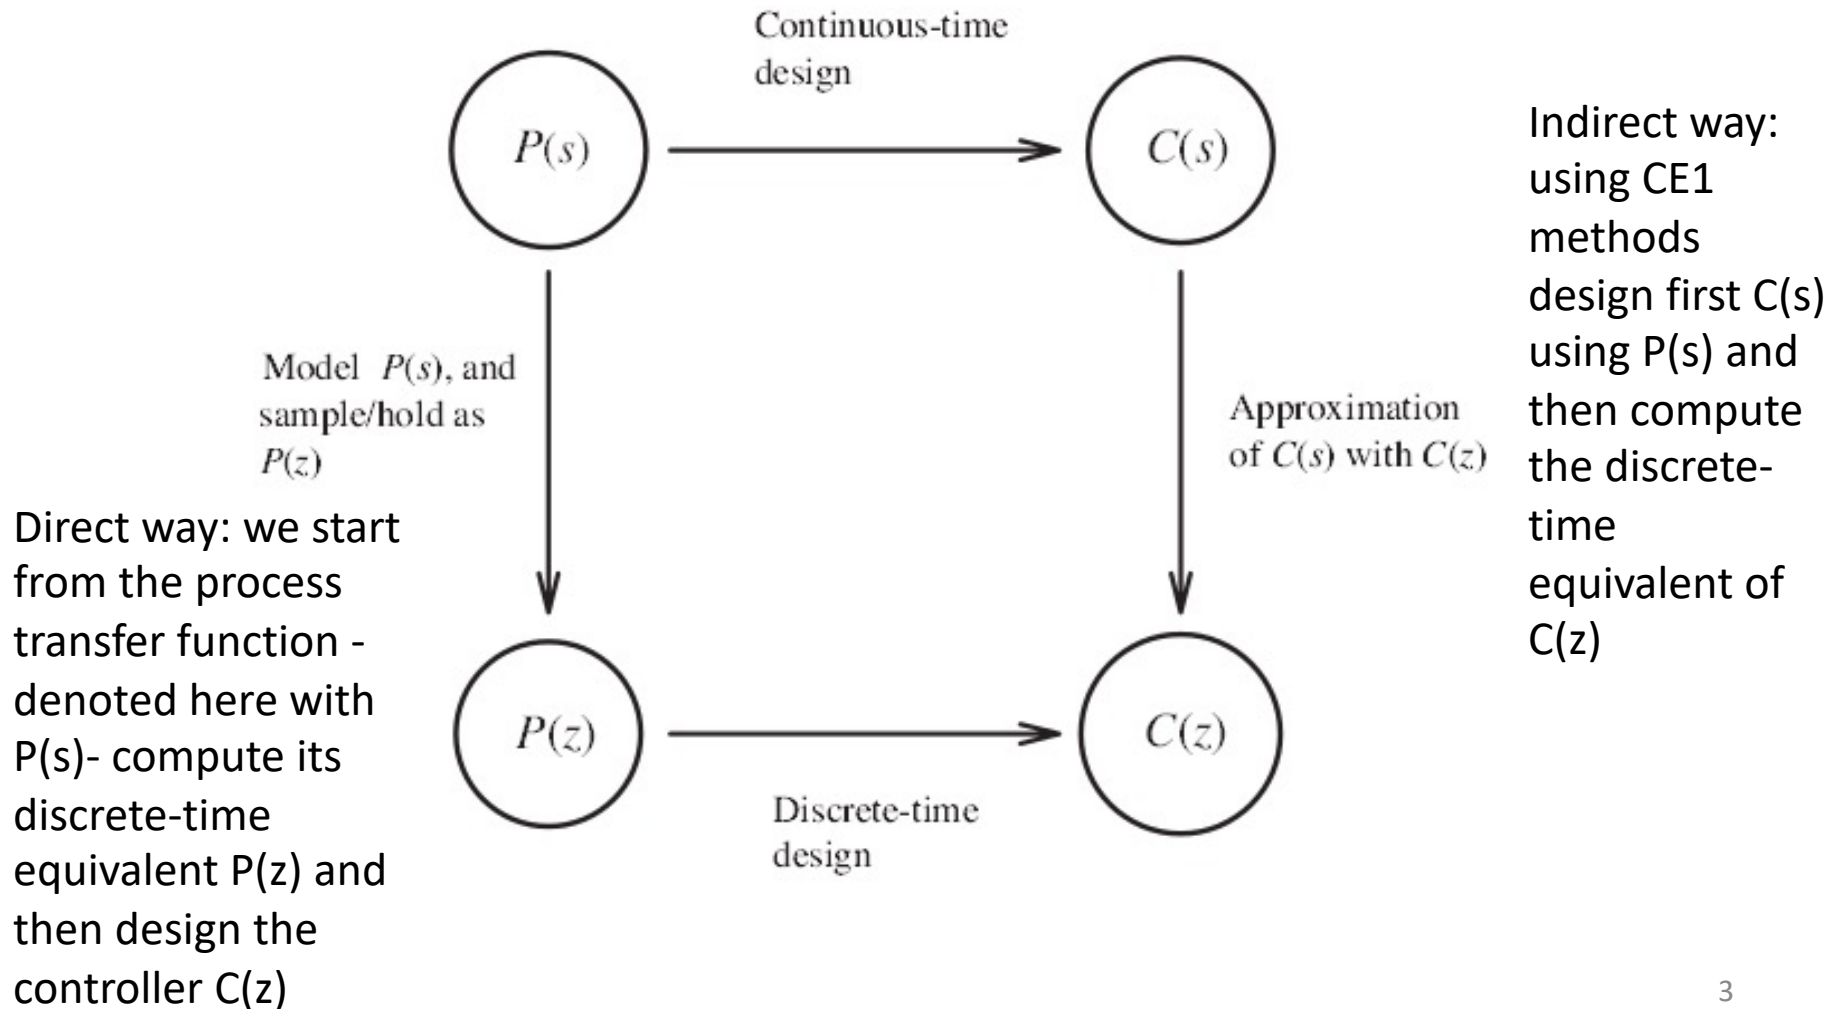 Continuous-time
design
P(s)
C(s)
Indirect way:
using CE1
methods
design first C(s)
using P(s) and
then compute
the discrete-
time
equivalent of
C(z)
Model P(s), and
sample/hold as
P(z)
Approximation
of C(s) with C(z)
Direct way: we start
from the process
transfer function -
denoted here with
P(s)- compute its
discrete-time
equivalent P(z) and
then design the
controller C(z)
P(z)
C(z)
Discrete-time
design
3